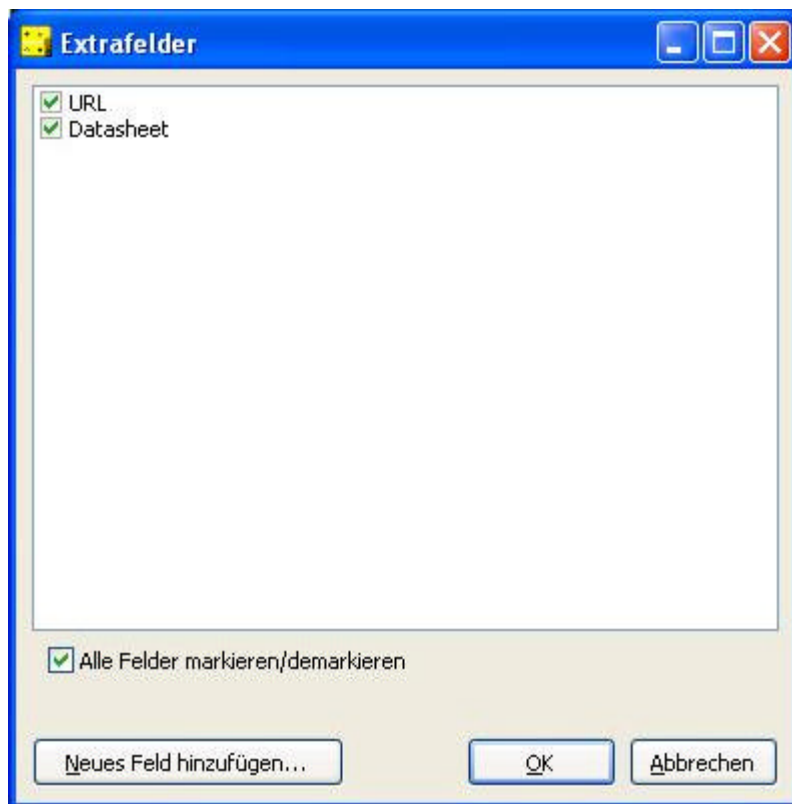 Extrafelder
URL
Datasheet
Alle Felder markieren/demarkieren
Neues Feld hinzufügen... OK Abbrechen